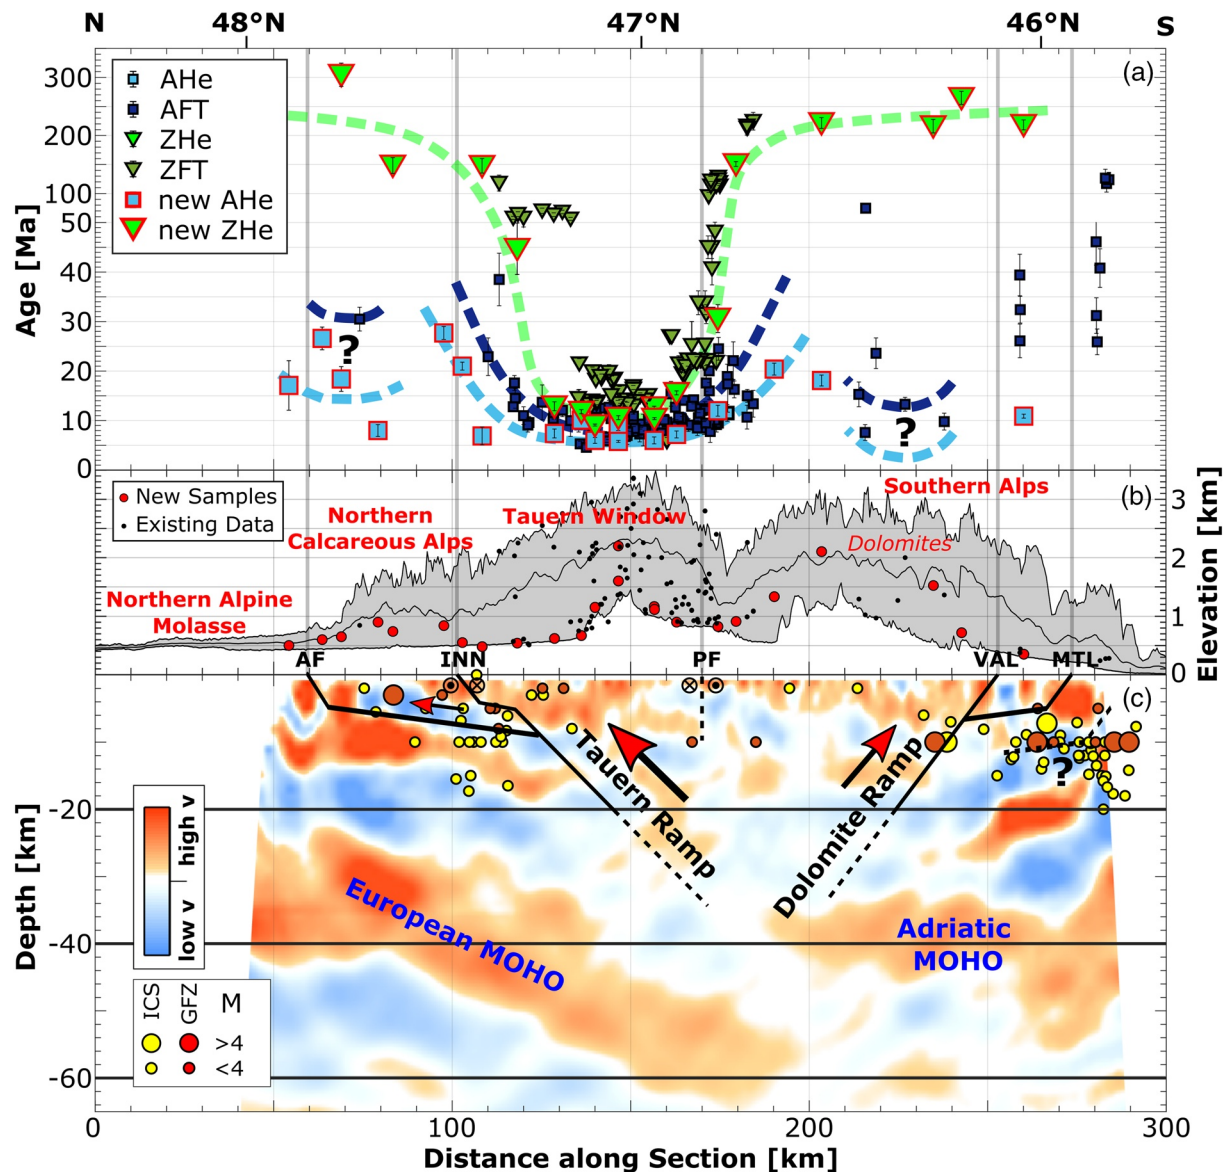 N 48°N 47°N 46°N S
(a)
Age [Ma]
300
200
100
50
40
30
20
10
0
AHe
AFT
ZHe
ZFT
new AHe
new ZHe
?
?
(b)
New Samples
Existing Data
Northern Alpine
Molasse
Northern
Calcareous Alps
Tauern Window
Southern Alps
Dolomites
Elevation [km]
3
2
1
0
AF INN PF VAL MTL
(c)
Depth [km]
-20
-40
-60
low v high v
ICS GFZ M
>4
<4
Tauern Ramp
Dolomite Ramp
?
European MOHO
Adriatic
MOHO
0 100 200 300
Distance along Section [km]